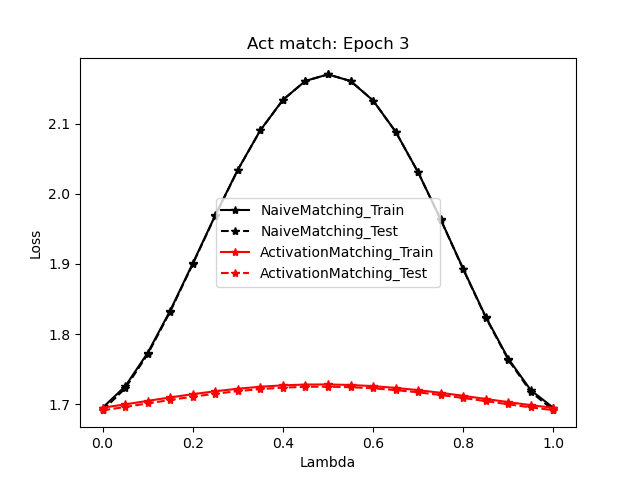 Act match: Epoch 3
Loss
2.1
2.0
1.9
1.8
1.7
NaiveMatching_Train
NaiveMatching_Test
ActivationMatching_Train
ActivationMatching_Test
0.0 0.2 0.4 0.6 0.8 1.0
Lambda